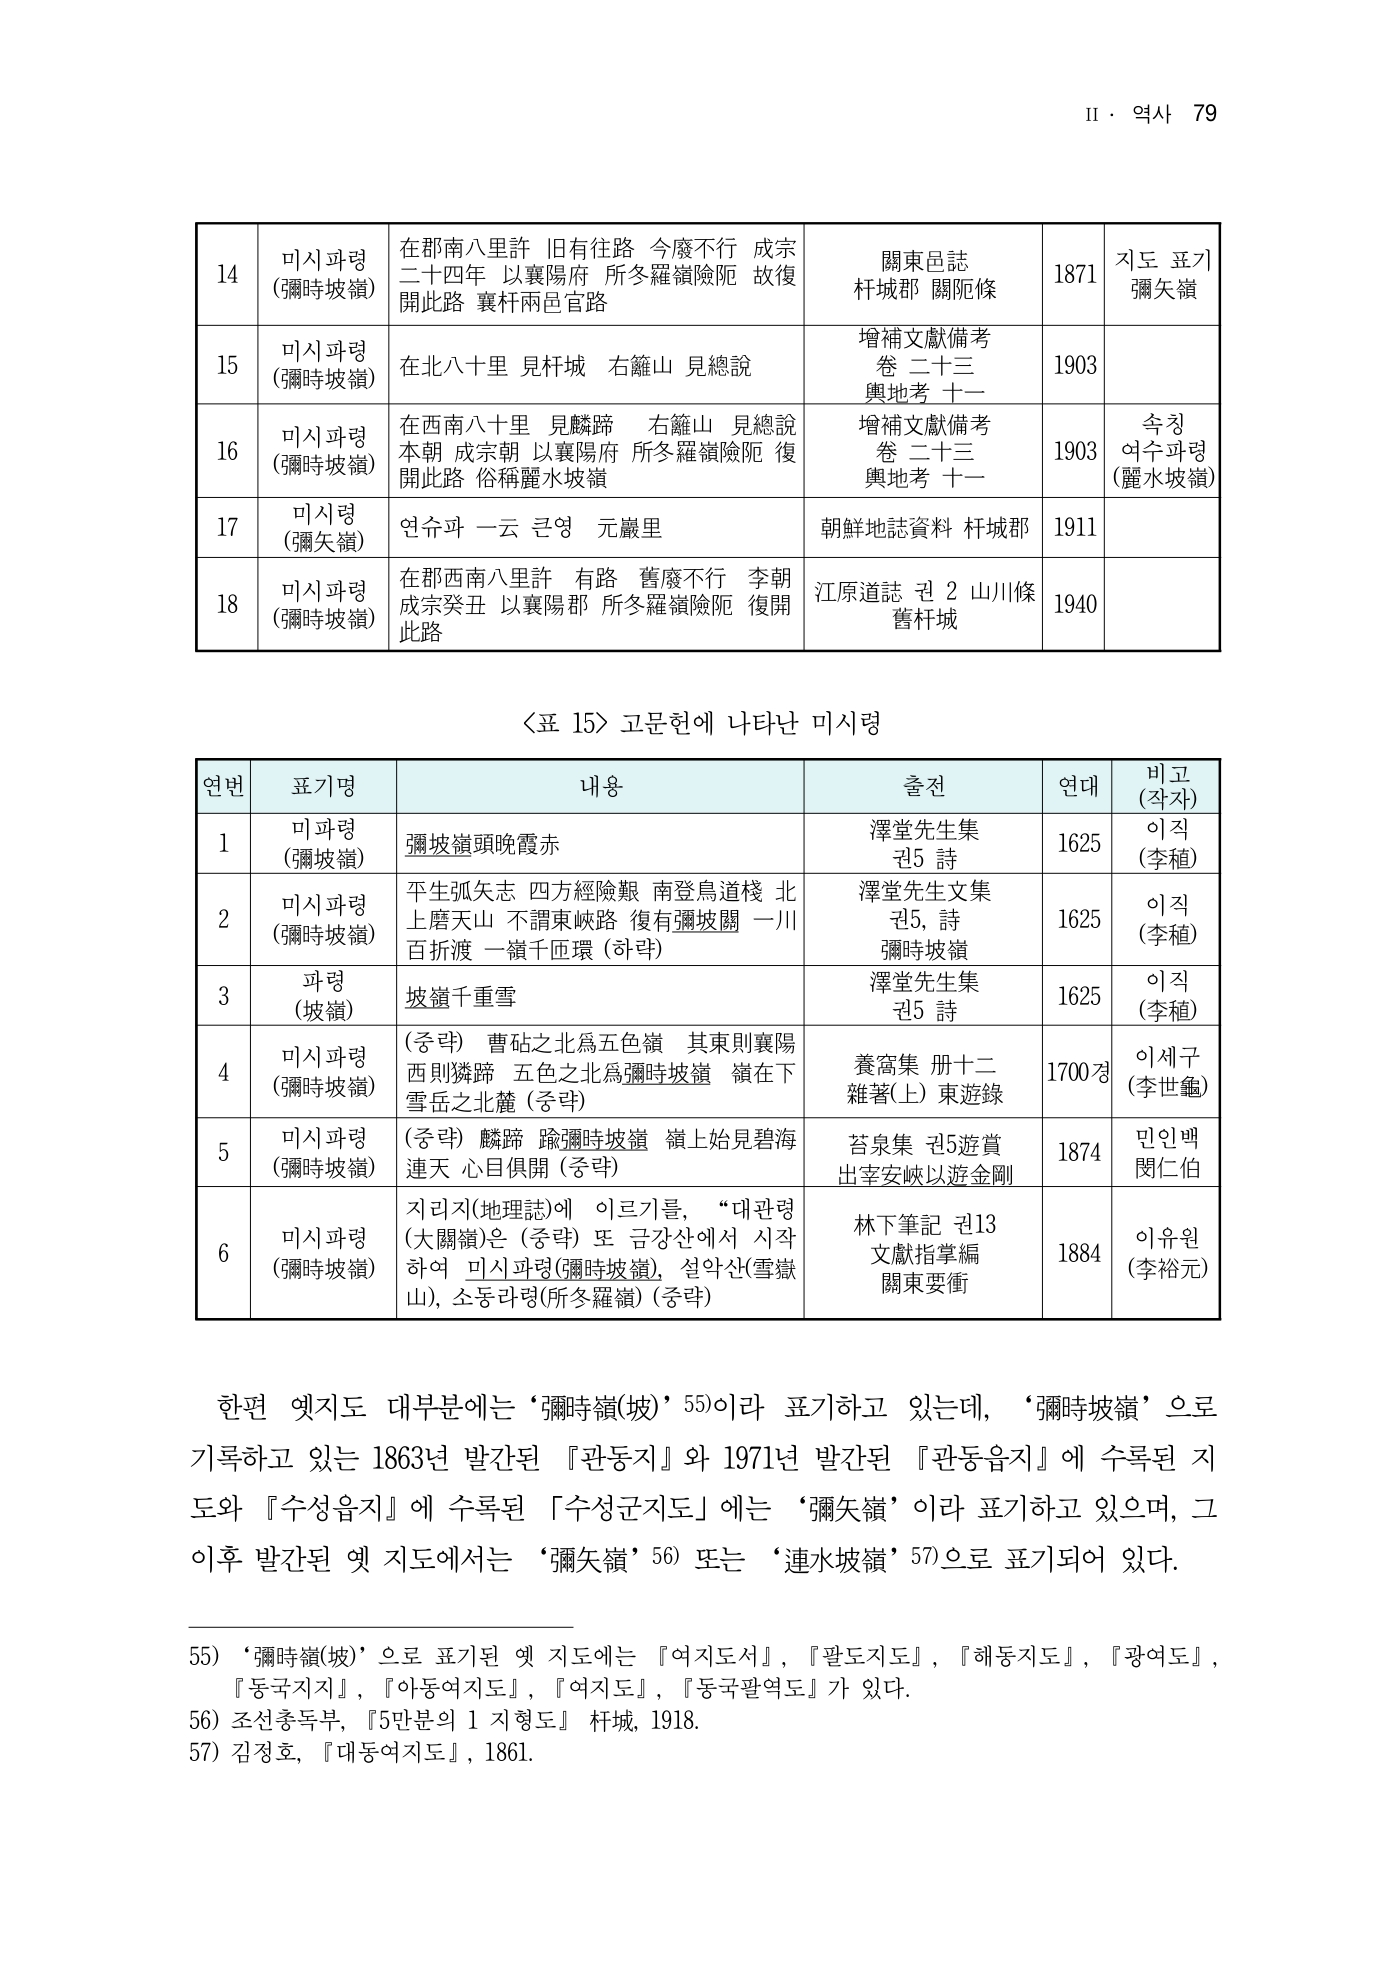 II · 역사 79
14
미시파령
(彌時坡嶺)
在郡南八里許 旧有往路 今廢不行 成宗
二十四年 以襄陽府 所冬羅嶺險阨 故復
開此路 襄杆兩邑官路
關東邑誌
杆城郡 關阨條
1871
지도 표기
彌矢嶺
15
미시파령
(彌時坡嶺)
在北八十里 見杆城 右籬山 見總說
增補文獻備考
卷 二十三
輿地考 十一
1903
16
미시파령
(彌時坡嶺)
在西南八十里 見麟蹄 右籬山 見總說
本朝 成宗朝 以襄陽府 所冬羅嶺險阨 復
開此路 俗稱麗水坡嶺
增補文獻備考
卷 二十三
輿地考 十一
1903
속칭
여수파령
(麗水坡嶺)
17
미시령
(彌矢嶺)
연슈파 一云 큰영 元巖里
朝鮮地誌資料 杆城郡
1911
18
미시파령
(彌時坡嶺)
在郡西南八里許 有路 舊廢不行 李朝
成宗癸丑 以襄陽郡 所冬羅嶺險阨 復開
此路
江原道誌 권 2 山川條
舊杆城
1940
<표 15> 고문헌에 나타난 미시령
연번
표기명
내용
출전
연대
비고
(작자)
1
미파령
(彌坡嶺)
彌坡嶺頭晩霞赤
澤堂先生集
권5 詩
1625
이직
(李稙)
2
미시파령
(彌時坡嶺)
平生弧矢志 四方經險艱 南登鳥道棧 北
上磨天山 不謂東峽路 復有彌坡關 一川
百折渡 一嶺千匝環 (하략)
澤堂先生文集
권5, 詩
彌時坡嶺
1625
이직
(李稙)
3
파령
(坡嶺)
坡嶺千重雪
澤堂先生集
권5 詩
1625
이직
(李稙)
4
미시파령
(彌時坡嶺)
(중략) 曹砧之北爲五色嶺 其東則襄陽
西則獜蹄 五色之北爲彌時坡嶺 嶺在下
雪岳之北麓 (중략)
養窩集 册十二
雜著(上) 東遊錄
1700경
이세구
(李世龜)
5
미시파령
(彌時坡嶺)
(중략) 麟蹄 踰彌時坡嶺 嶺上始見碧海
連天 心目俱開 (중략)
苔泉集 권5遊賞
出宰安峽以遊金剛
1874
민인백
閔仁伯
6
미시파령
(彌時坡嶺)
지리지(地理誌)에 이르기를, “대관령
(大關嶺)은 (중략) 또 금강산에서 시작
하여 미시파령(彌時坡嶺), 설악산(雪嶽
山), 소동라령(所冬羅嶺) (중략)
林下筆記 권13
文獻指掌編
關東要衝
1884
이유원
(李裕元)
한편 옛지도 대부분에는 ‘彌時嶺(坡)’ 55)이라 표기하고 있는데, ‘彌時坡嶺’ 으로
기록하고 있는 1863년 발간된 『관동지』와 1971년 발간된 『관동읍지』에 수록된 지
도와 『수성읍지』에 수록된 「수성군지도」에는 ‘彌矢嶺’ 이라 표기하고 있으며, 그
이후 발간된 옛 지도에서는 ‘彌矢嶺’ 56) 또는 ‘連水坡嶺’ 57)으로 표기되어 있다.
55) ‘彌時嶺(坡)’ 으로 표기된 옛 지도에는 『여지도서』, 『팔도지도』, 『해동지도』, 『광여도』,
『동국지지』, 『아동여지도』, 『여지도』, 『동국팔역도』가 있다.
56) 조선총독부, 『5만분의 1 지형도』 杆城, 1918.
57) 김정호, 『대동여지도』, 1861.